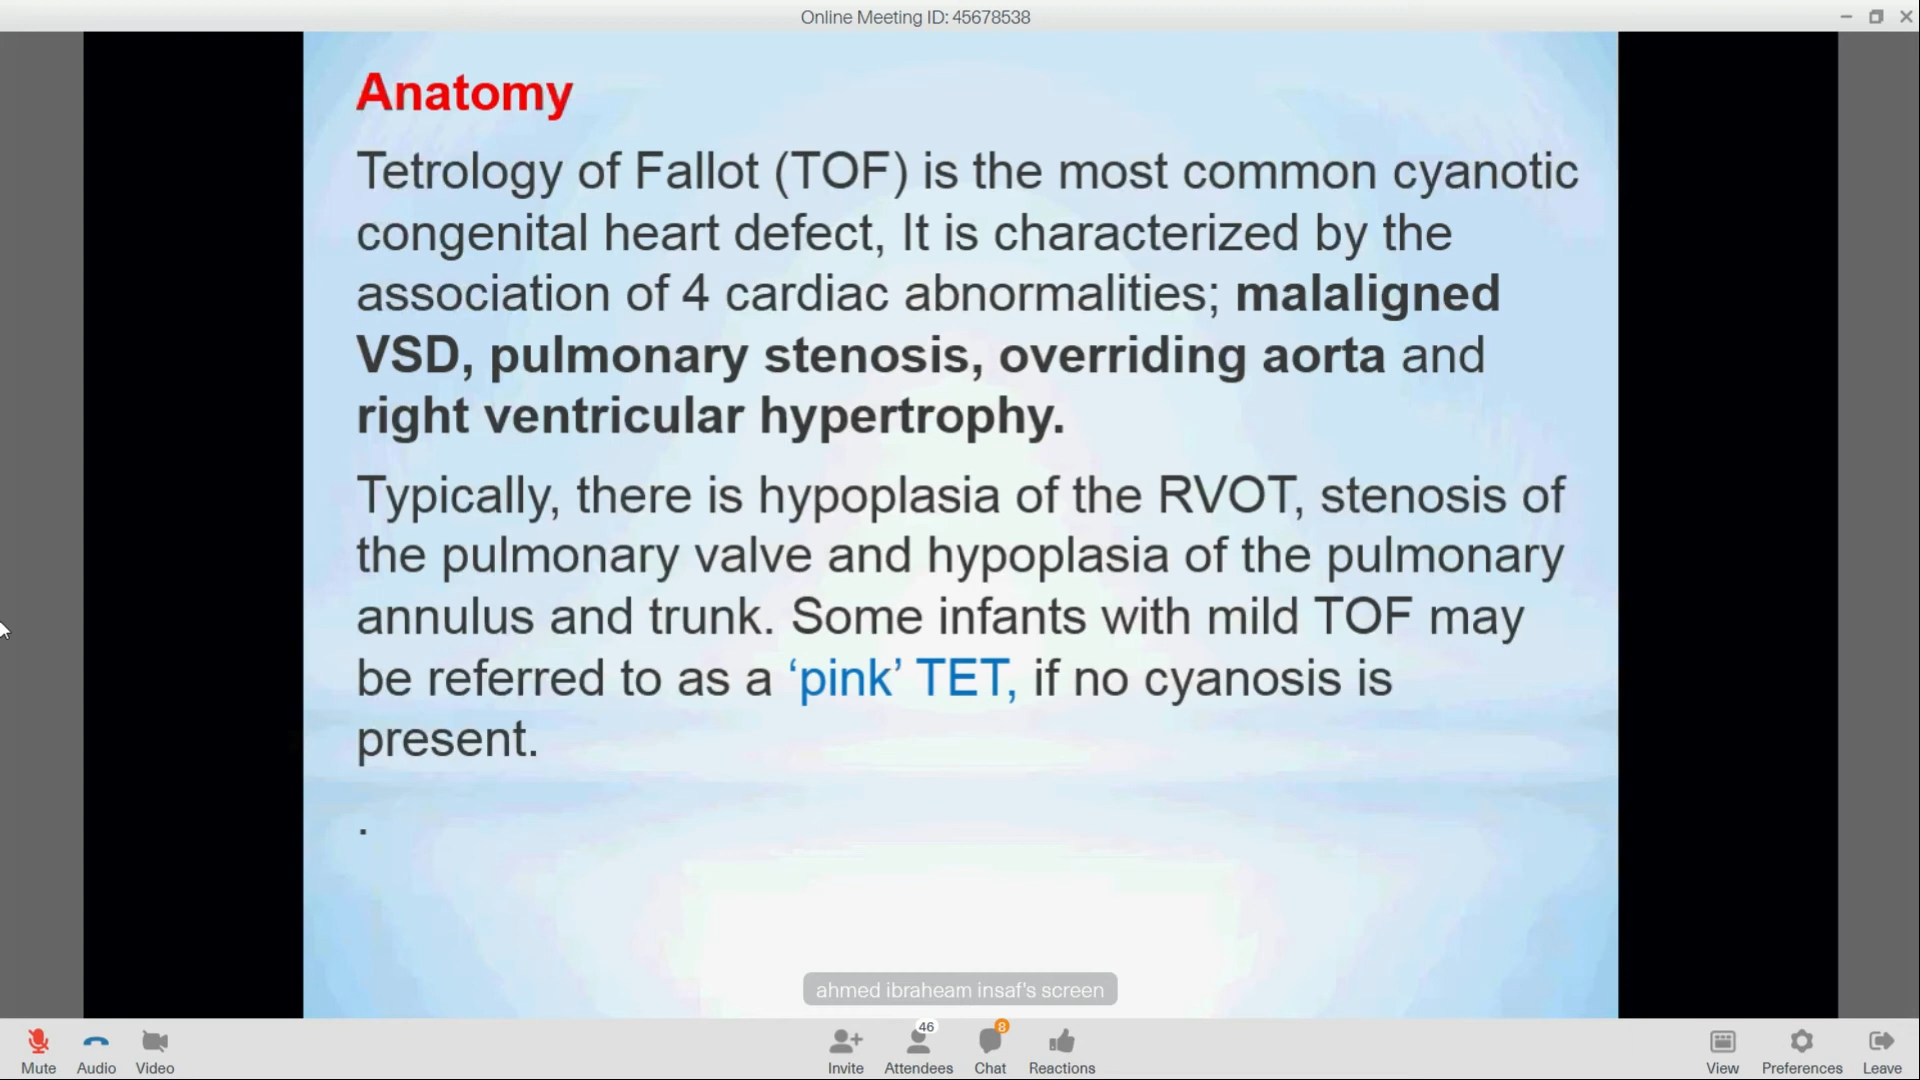 Online Meeting ID: 45678538
Anatomy
Tetrology of Fallot (TOF) is the most common cyanotic
congenital heart defect, It is characterized by the
association of 4 cardiac abnormalities; malaligned
VSD, pulmonary stenosis, overriding aorta and
right ventricular hypertrophy.
Typically, there is hypoplasia of the RVOT, stenosis of
the pulmonary valve and hypoplasia of the pulmonary
annulus and trunk. Some infants with mild TOF may
be referred to as a ‘pink’ TET, if no cyanosis is
present.
.
ahmed ibraheam insaf's screen
46 8
Mute Audio Video Invite Attendees Chat Reactions View Preferences Leave